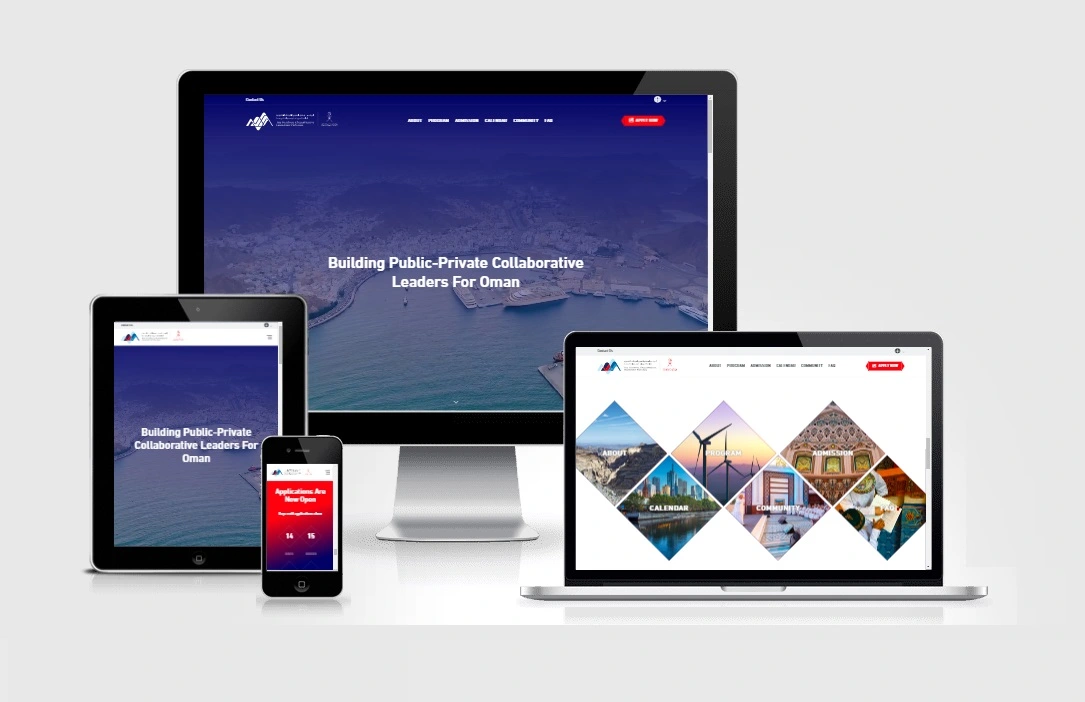 Contact Us
ABOUT PROGRAM ADMISSION CALENDAR COMMUNITY FAQ
APPLY NOW
Building Public-Private Collaborative
Leaders For Oman
Building Public-Private
Collaborative Leaders For
Oman
Applications Are
Now Open
14 15
Contact Us
ABOUT PROGRAM ADMISSION CALENDAR COMMUNITY FAQ
APPLY NOW
ABOUT
PROGRAM
ADMISSION
CALENDAR
COMMUNITY
FAQ